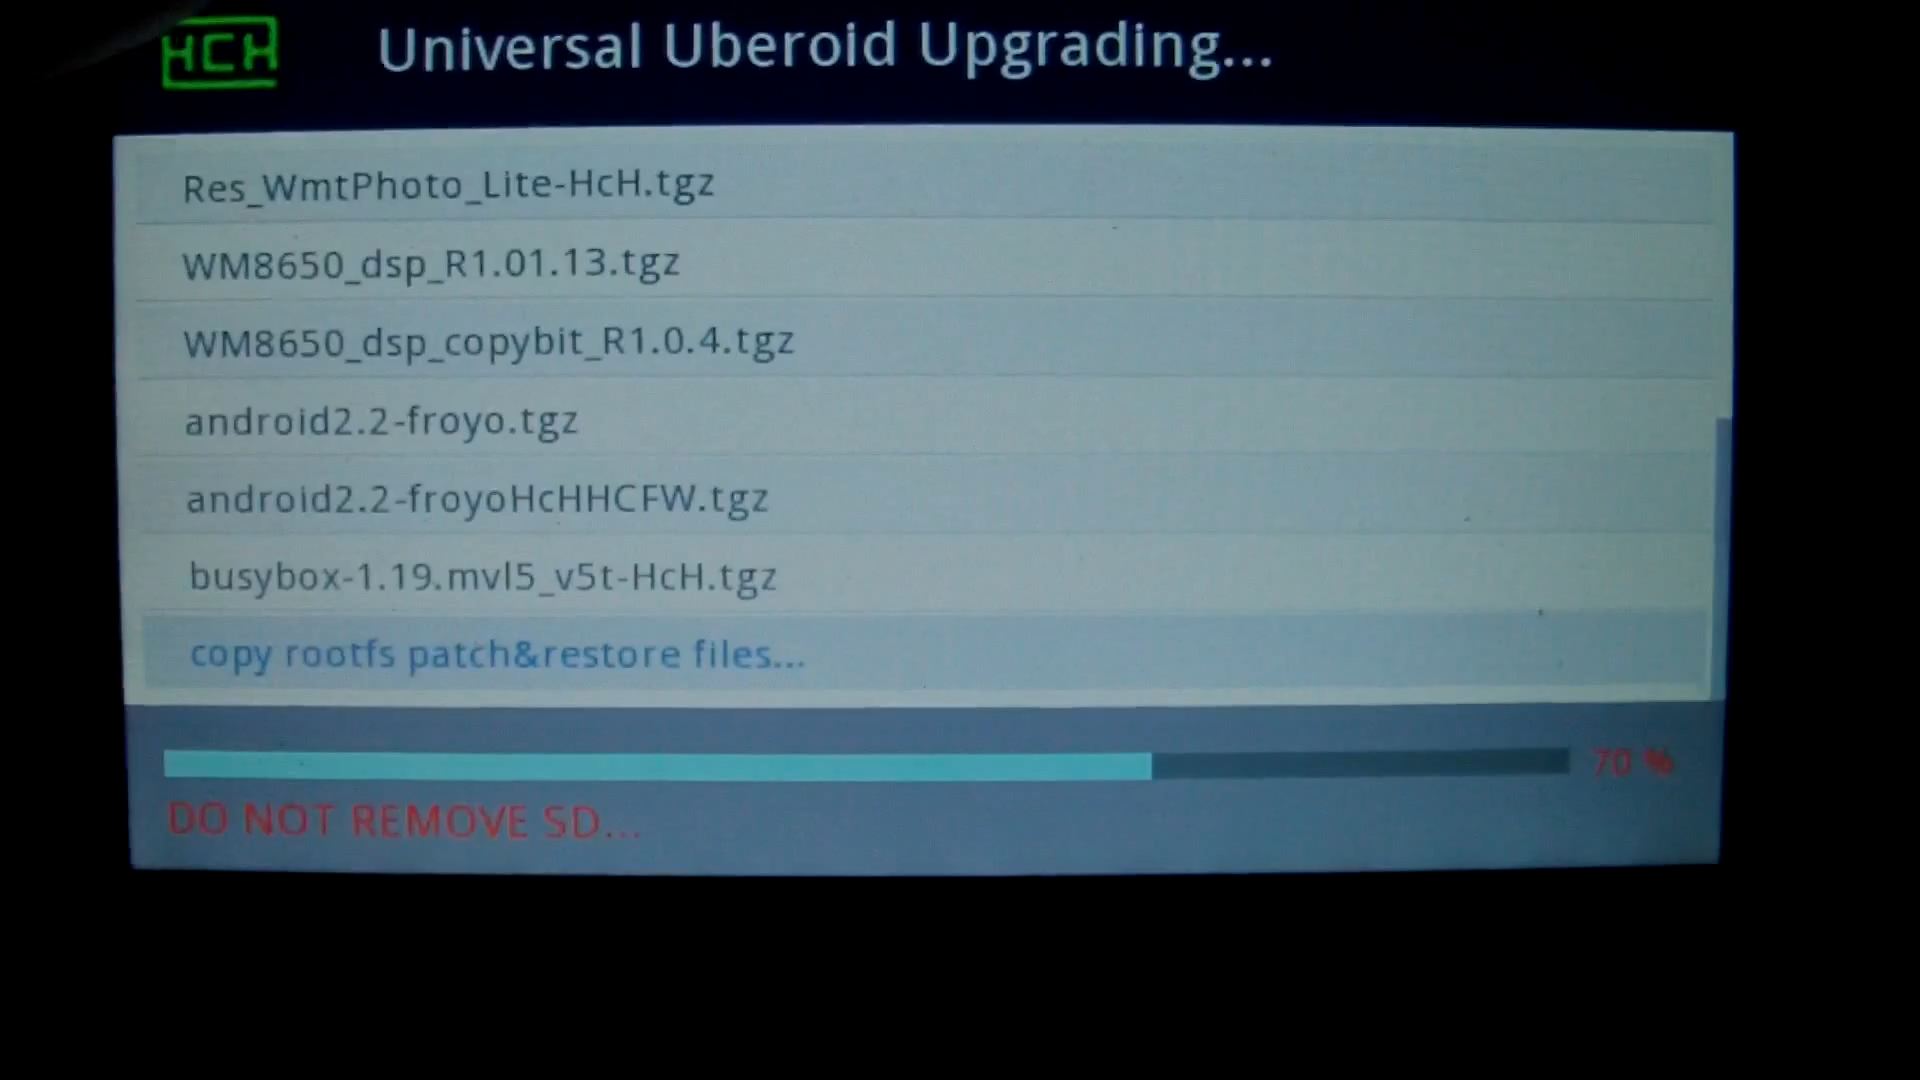 HCH
Universal Uberoid Upgrading...
Res_WmtPhoto_Lite-HcH.tgz
WM8650_dsp_R1.01.13.tgz
WM8650_dsp_copybit_R1.0.4.tgz
android2.2-froyo.tgz
android2.2-froyoHcHHCFW.tgz
busybox-1.19.mvl5_v5t-HcH.tgz
copy rootfs patch&restore files...
70 %
DO NOT REMOVE SD...